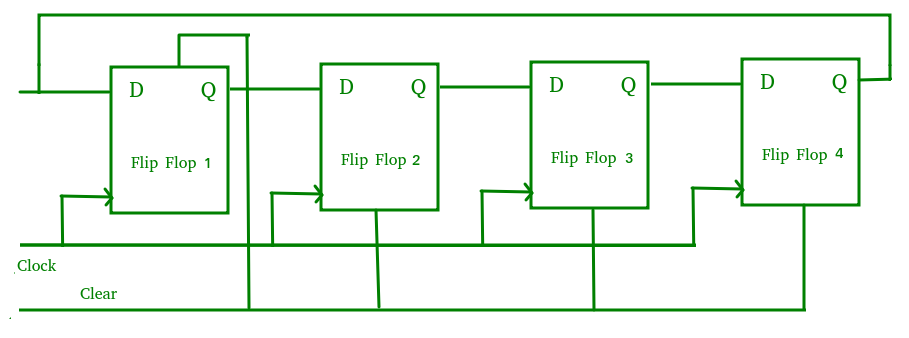 D Q D Q D Q D Q
Flip Flop 1
Flip Flop 2
Flip Flop 3
Flip Flop 4
Clock
Clear